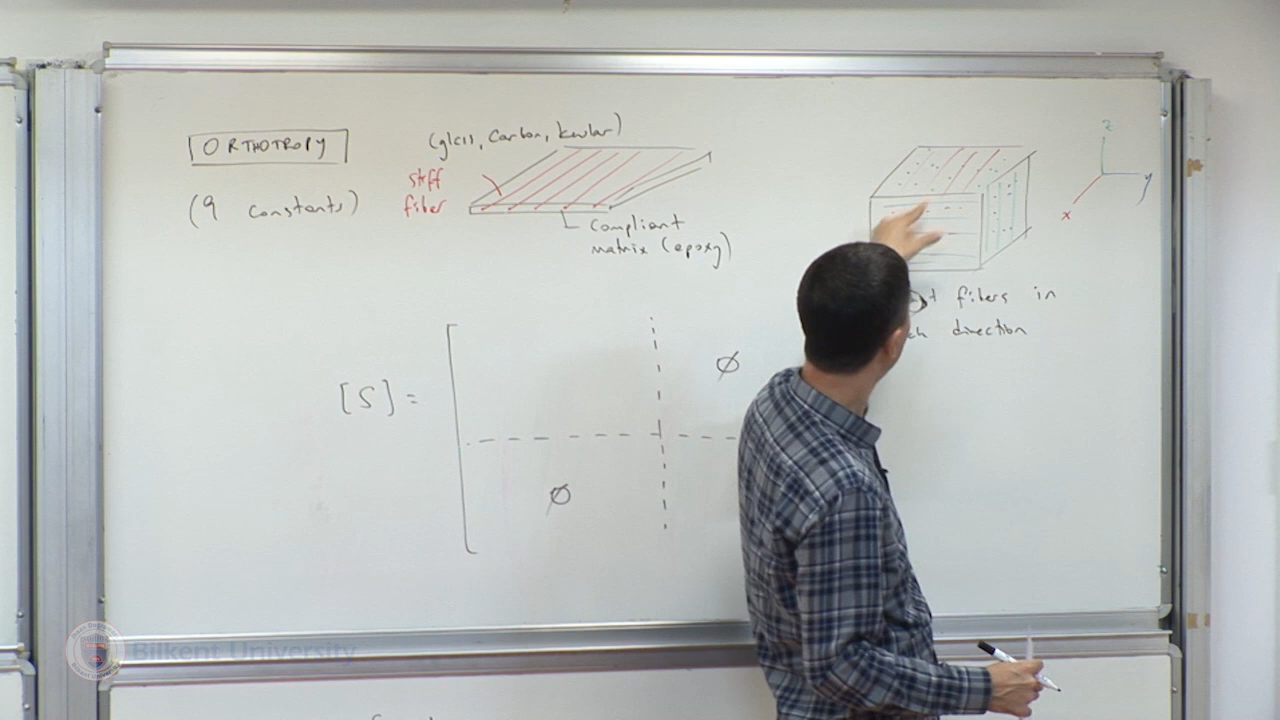 ORTHOTROPY
(9 constants)
(glass, carbon, kevlar)
stiff
fiber
compliant
matrix (epoxy)
z
y
x
fibers in
direction
[S] =
Ø
Ø
Bilkent University